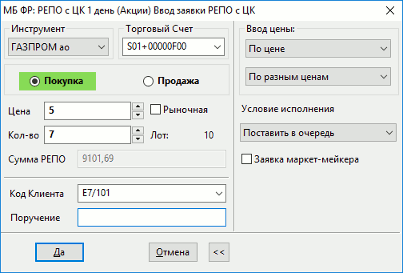 МБ ФР: РЕПО с ЦК 1 день (Акции) Ввод заявки РЕПО с ЦК
Инструмент
ГАЗПРОМ ао
Торговый Счет
S01+00000F00
Ввод цены:
По цене
По разным ценам
Покупка
Продажа
Цена
5
Рыночная
Кол-во
7
Лот: 10
Сумма РЕПО
9101,69
Условие исполнения
Поставить в очередь
Заявка маркет-мейкера
Код Клиента
E7/101
Поручение
Да
Отмена
<<